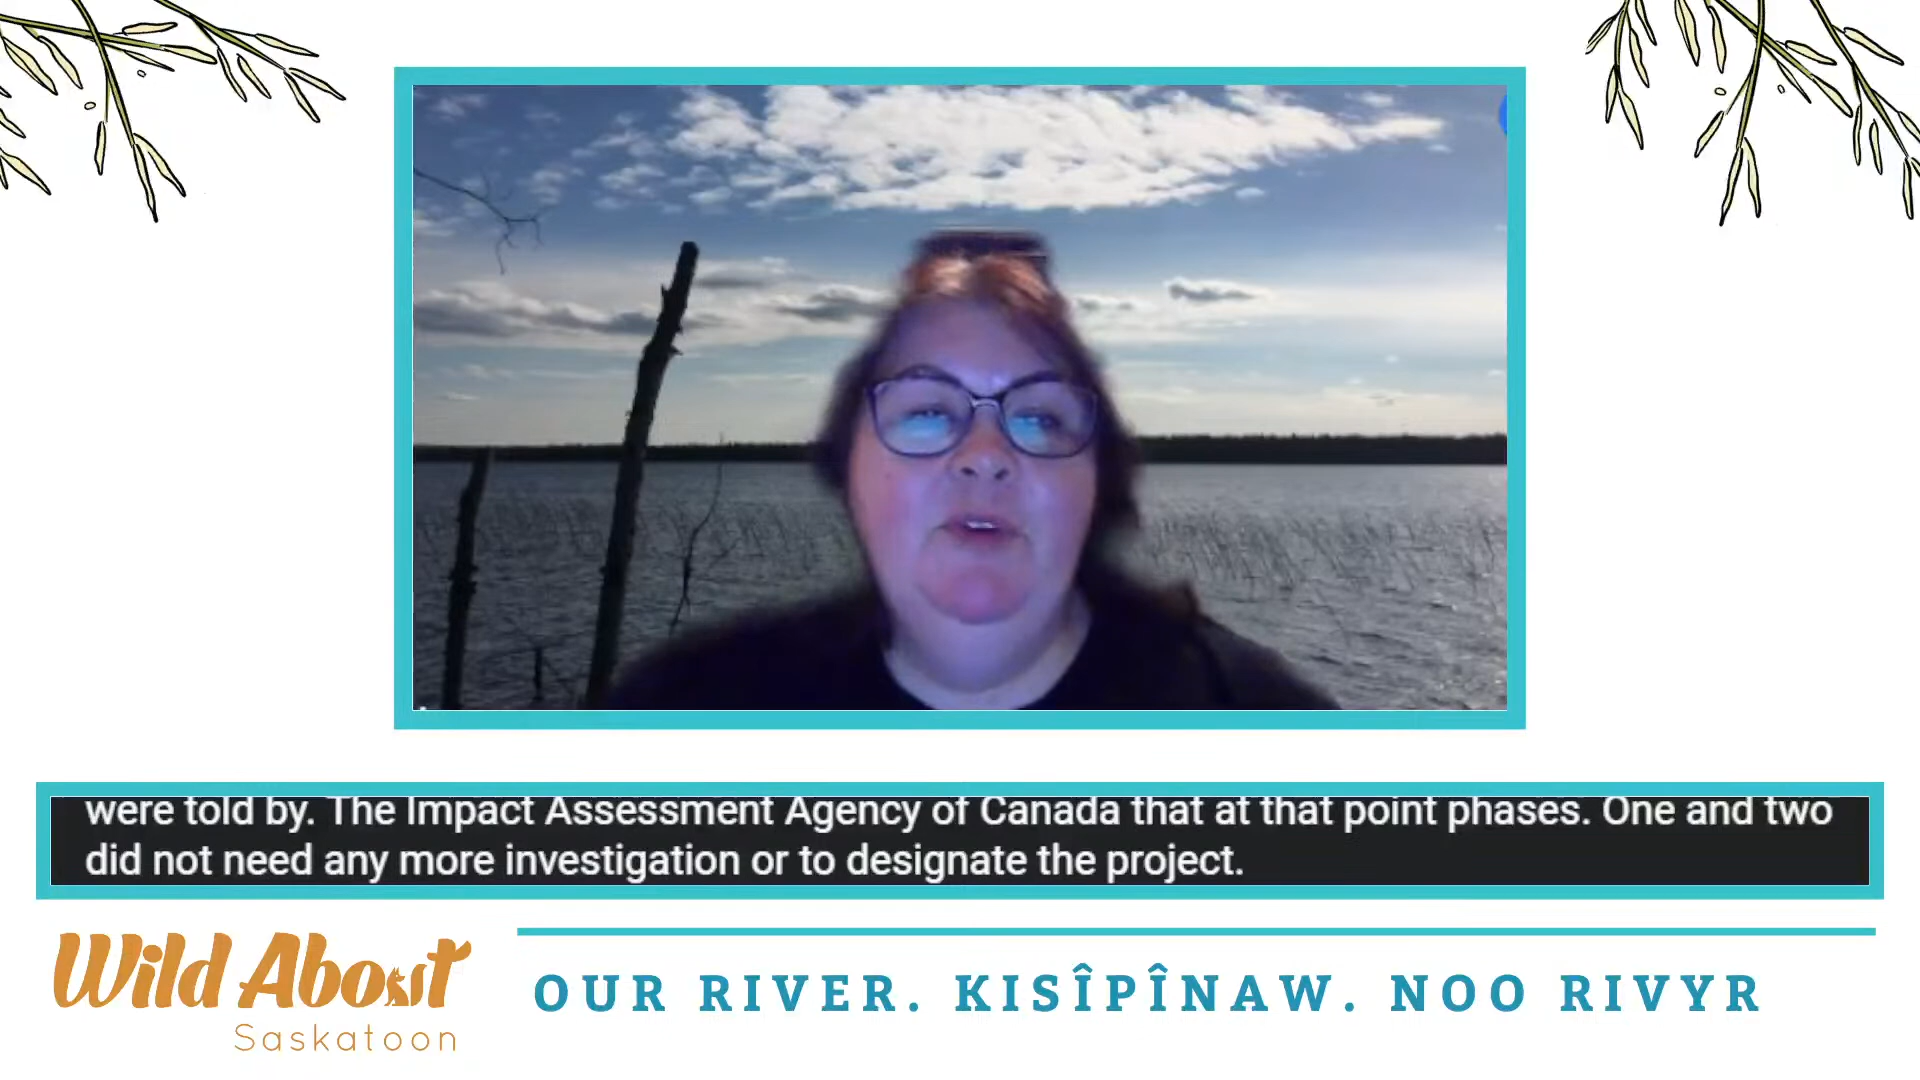 were told by. The Impact Assessment Agency of Canada that at that point phases. One and two
did not need any more investigation or to designate the project.
Wild About
Saskatoon
OUR RIVER. KISÎPÎNAW. NOO RIVYR